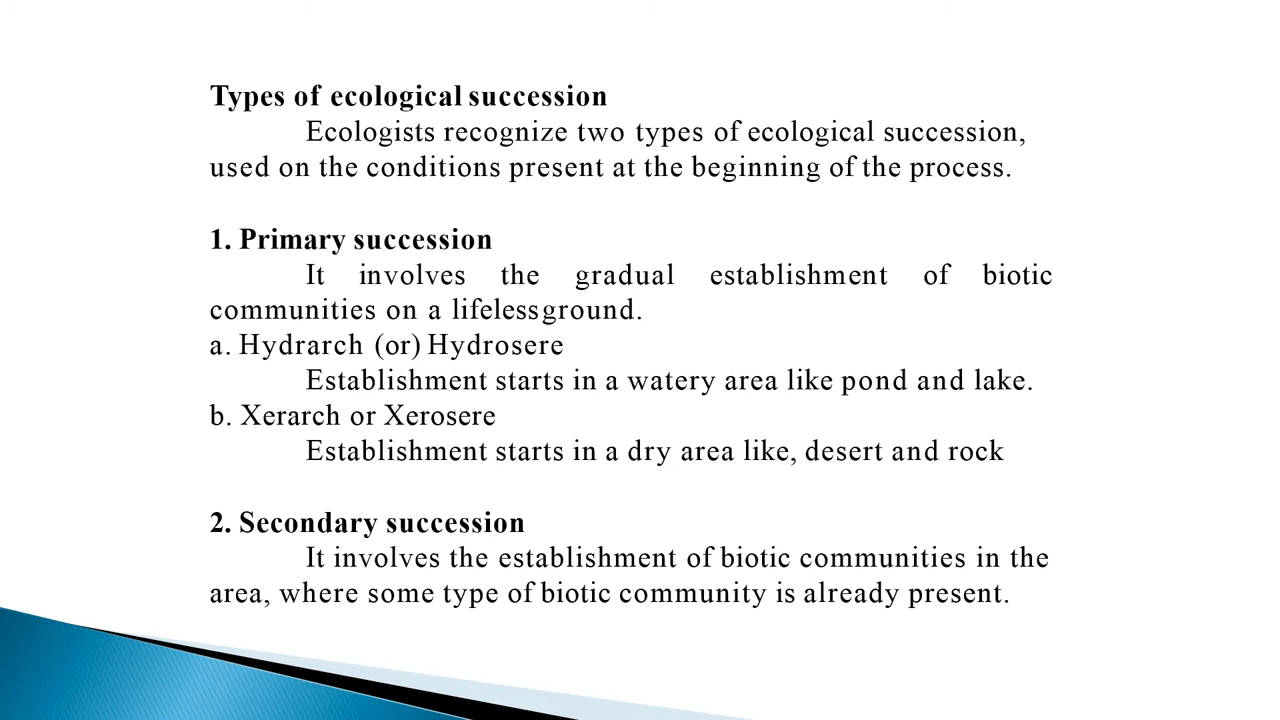 Types of ecological succession
Ecologists recognize two types of ecological succession,
used on the conditions present at the beginning of the process.
1. Primary succession
It involves the gradual establishment of biotic
communities on a lifeless ground.
a. Hydrarch (or) Hydrosere
Establishment starts in a watery area like pond and lake.
b. Xerarch or Xerosere
Establishment starts in a dry area like, desert and rock
2. Secondary succession
It involves the establishment of biotic communities in the
area, where some type of biotic community is already present.